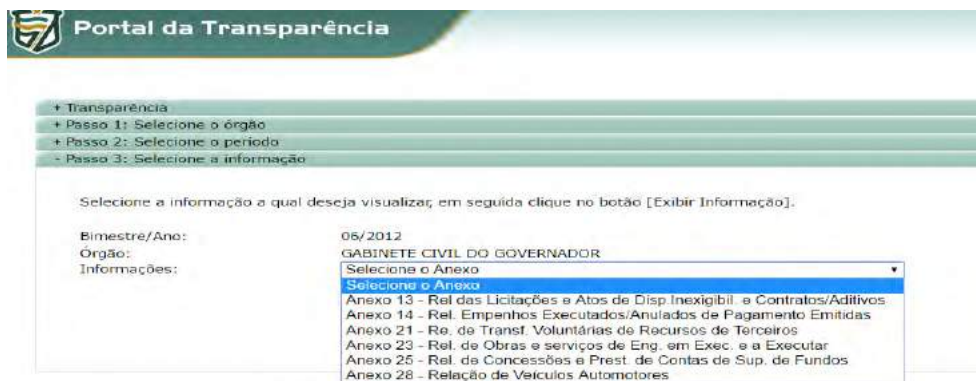 Portal da Transparência
+ Transparência
+ Passo 1: Selecione o órgão
+ Passo 2: Selecione o período
- Passo 3: Selecione a informação
Selecione a informação a qual deseja visualizar, em seguida clique no botão [Exibir Informação].
Bimestre/Ano: 06/2012
Órgão: GABINETE CIVIL DO GOVERNADOR
Informações: Selecione o Anexo
Selecione o Anexo
Anexo 13 - Rel das Licitações e Atos de Disp.Inexigibil. e Contratos/Aditivos
Anexo 14 - Rel. Empenhos Executados/Anulados de Pagamento Emitidas
Anexo 21 - Re. de Transf. Voluntárias de Recursos de Terceiros
Anexo 23 - Rel. de Obras e serviços de Eng. em Exec. e a Executar
Anexo 25 - Rel. de Concessões e Prest. de Contas de Sup. de Fundos
Anexo 28 - Relação de Veículos Automotores